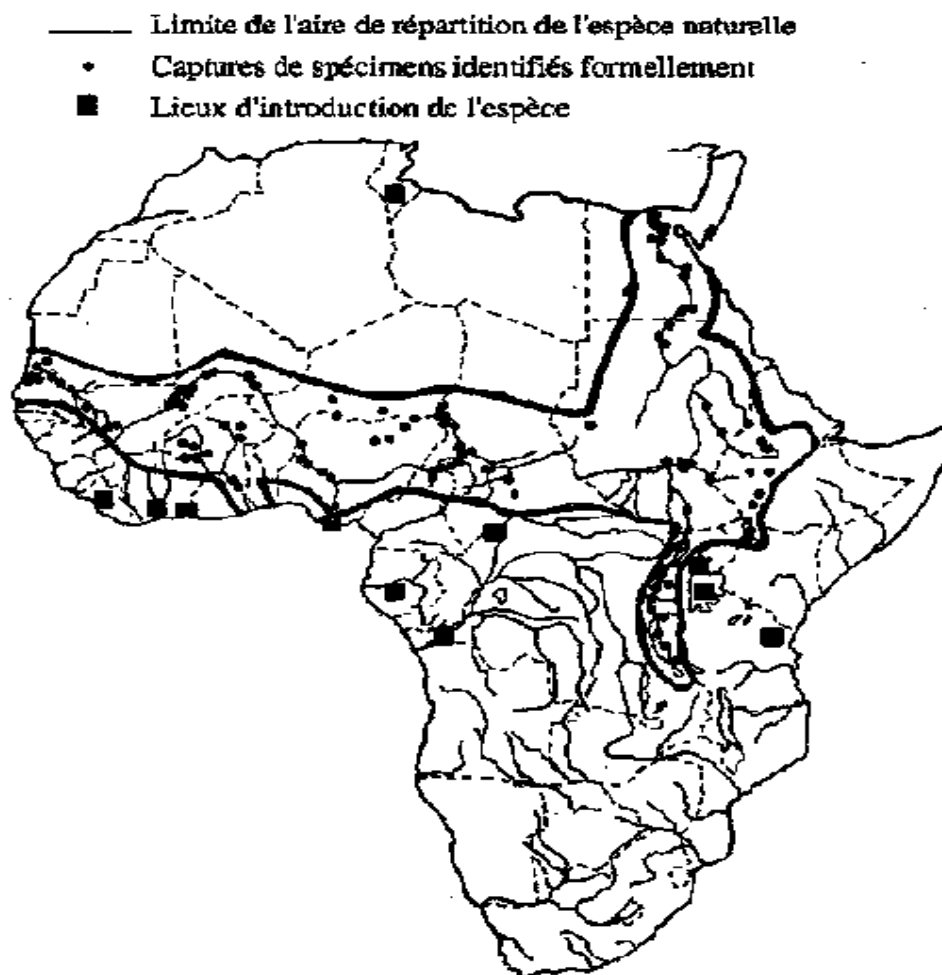 Limite de l'aire de répartition de l'espèce naturelle
Captures de spécimens identifiés formellement
Lieux d'introduction de l'espèce